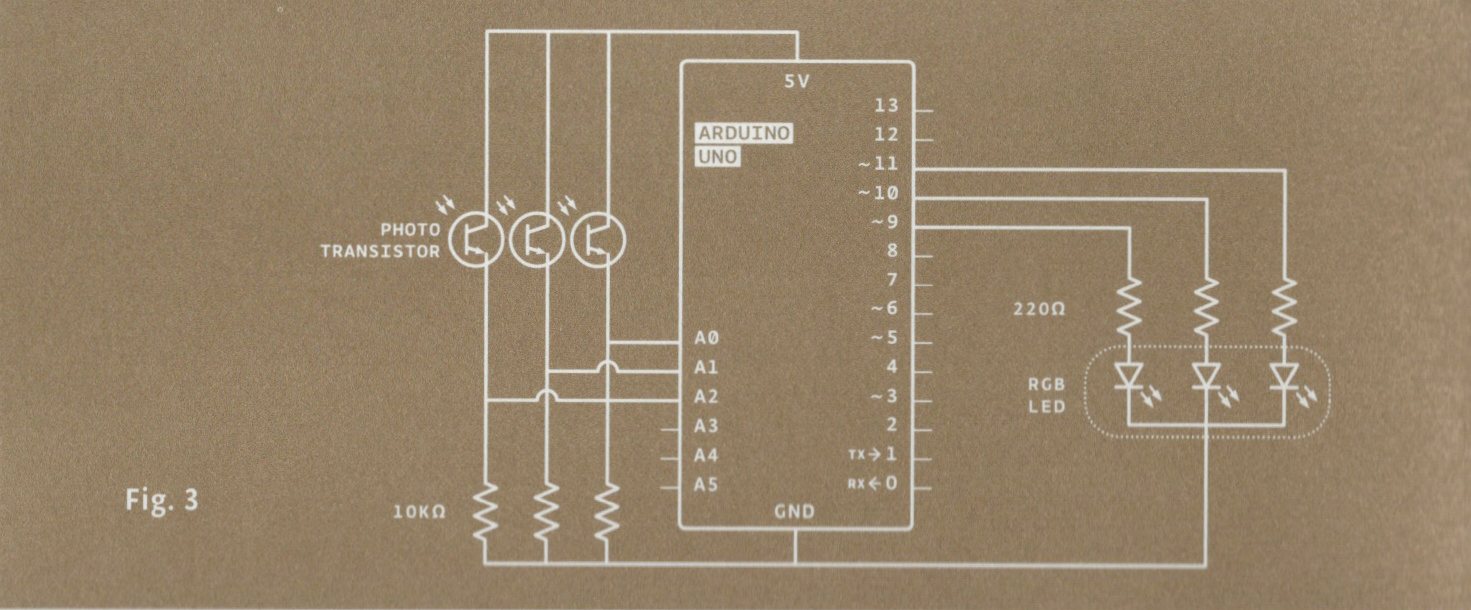 5V
ARDUINO
UNO
13
12
~11
~10
~9
8
7
~6
~5
4
~3
2
TX→1
RX←0
A0
A1
A2
A3
A4
A5
GND
PHOTO
TRANSISTOR
10KΩ
220Ω
RGB
LED
Fig. 3